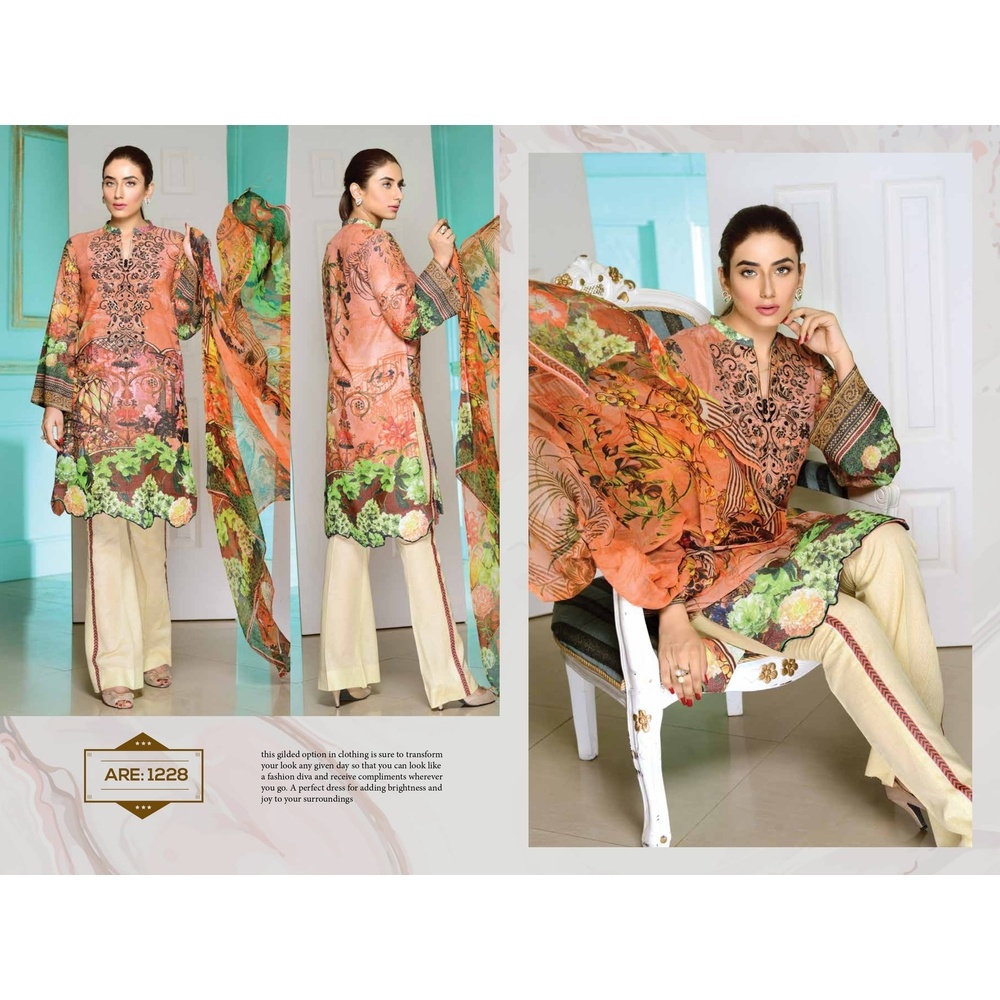 ARE: 1228
this gilded option in clothing is sure to transform
your look any given day so that you can look like
a fashion diva and receive compliments wherever
you go. A perfect dress for adding brightness and
joy to your surroundings